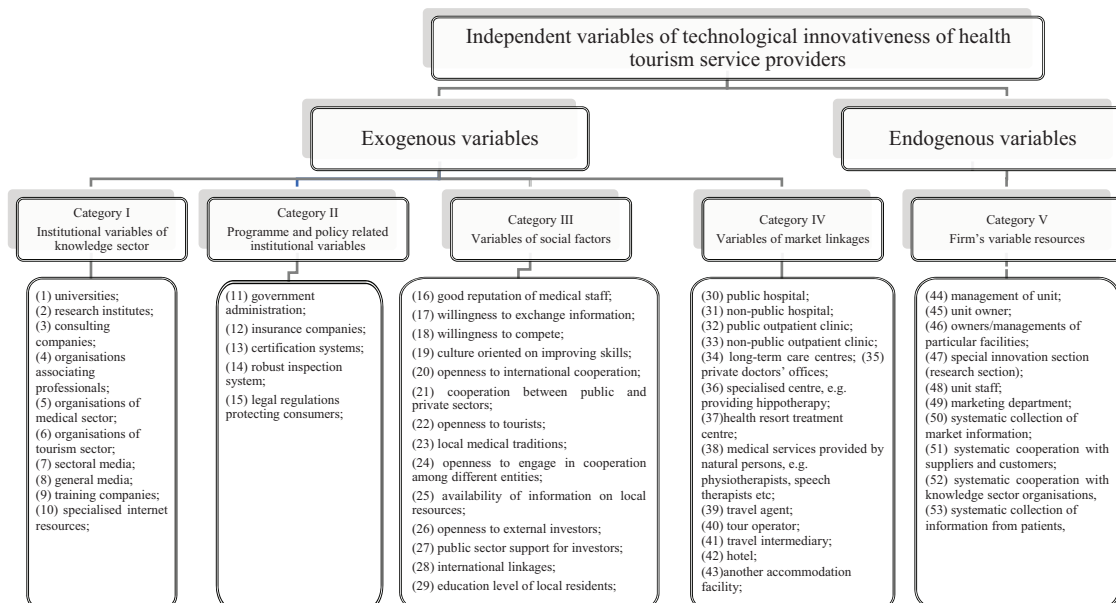 Independent variables of technological innovativeness of health
tourism service providers
Exogenous variables
Endogenous variables
Category I
Institutional variables of
knowledge sector
Category II
Programme and policy related
institutional variables
Category III
Variables of social factors
Category IV
Variables of market linkages
Category V
Firm's variable resources
(1) universities;
(2) research institutes;
(3) consulting
companies;
(4) organisations
associating
professionals;
(5) organisations of
medical sector;
(6) organisations of
tourism sector;
(7) sectoral media;
(8) general media;
(9) training companies;
(10) specialised internet
resources;
(11) government
administration;
(12) insurance companies;
(13) certification systems;
(14) robust inspection
system;
(15) legal regulations
protecting consumers;
(16) good reputation of medical staff;
(17) willingness to exchange information;
(18) willingness to compete;
(19) culture oriented on improving skills;
(20) openness to international cooperation;
(21) cooperation between public and
private sectors;
(22) openness to tourists;
(23) local medical traditions;
(24) openness to engage in cooperation
among different entities;
(25) availability of information on local
resources;
(26) openness to external investors;
(27) public sector support for investors;
(28) international linkages;
(29) education level of local residents;
(30) public hospital;
(31) non-public hospital;
(32) public outpatient clinic;
(33) non-public outpatient clinic;
(34) long-term care centres; (35)
private doctors' offices;
(36) specialised centre, e.g.
providing hippotherapy;
(37)health resort treatment
centre;
(38) medical services provided by
natural persons, e.g.
physiotherapists, speech
therapists etc;
(39) travel agent;
(40) tour operator;
(41) travel intermediary;
(42) hotel;
(43)another accommodation
facility;
(44) management of unit;
(45) unit owner;
(46) owners/managements of
particular facilities;
(47) special innovation section
(research section);
(48) unit staff;
(49) marketing department;
(50) systematic collection of
market information;
(51) systematic cooperation with
suppliers and customers;
(52) systematic cooperation with
knowledge sector organisations,
(53) systematic collection of
information from patients,